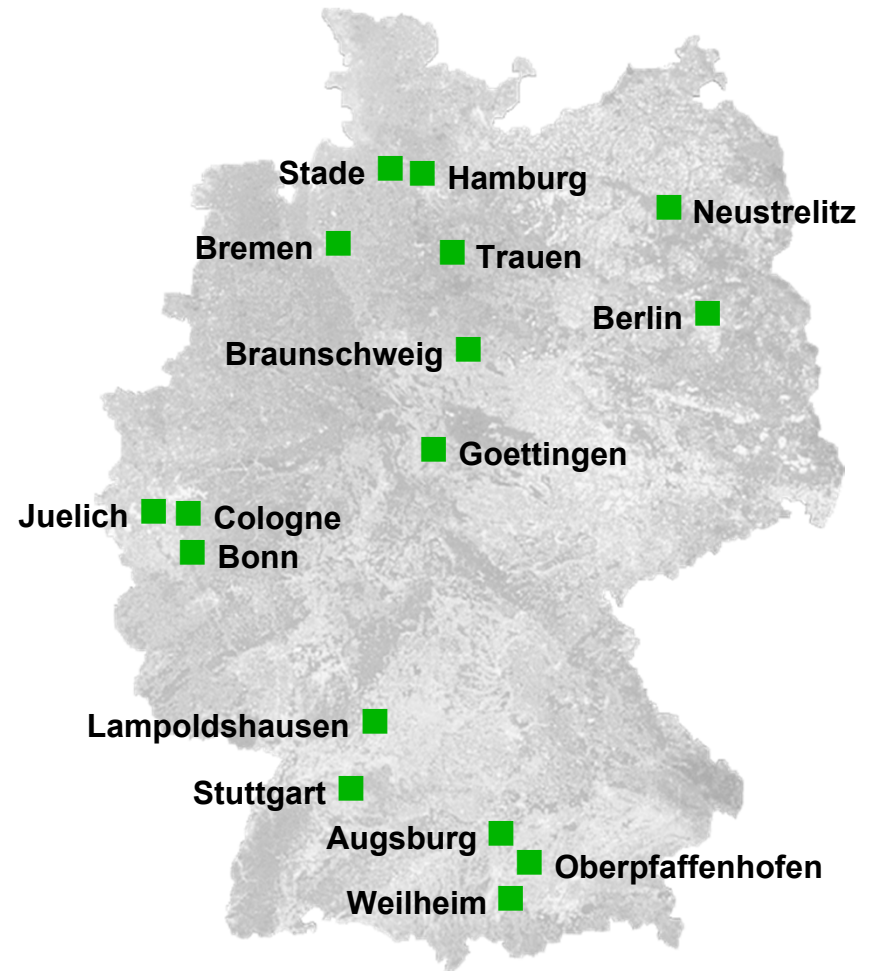 Stade
Hamburg
Neustrelitz
Bremen
Trauen
Berlin
Braunschweig
Goettingen
Juelich
Cologne
Bonn
Lampoldshausen
Stuttgart
Augsburg
Oberpfaffenhofen
Weilheim